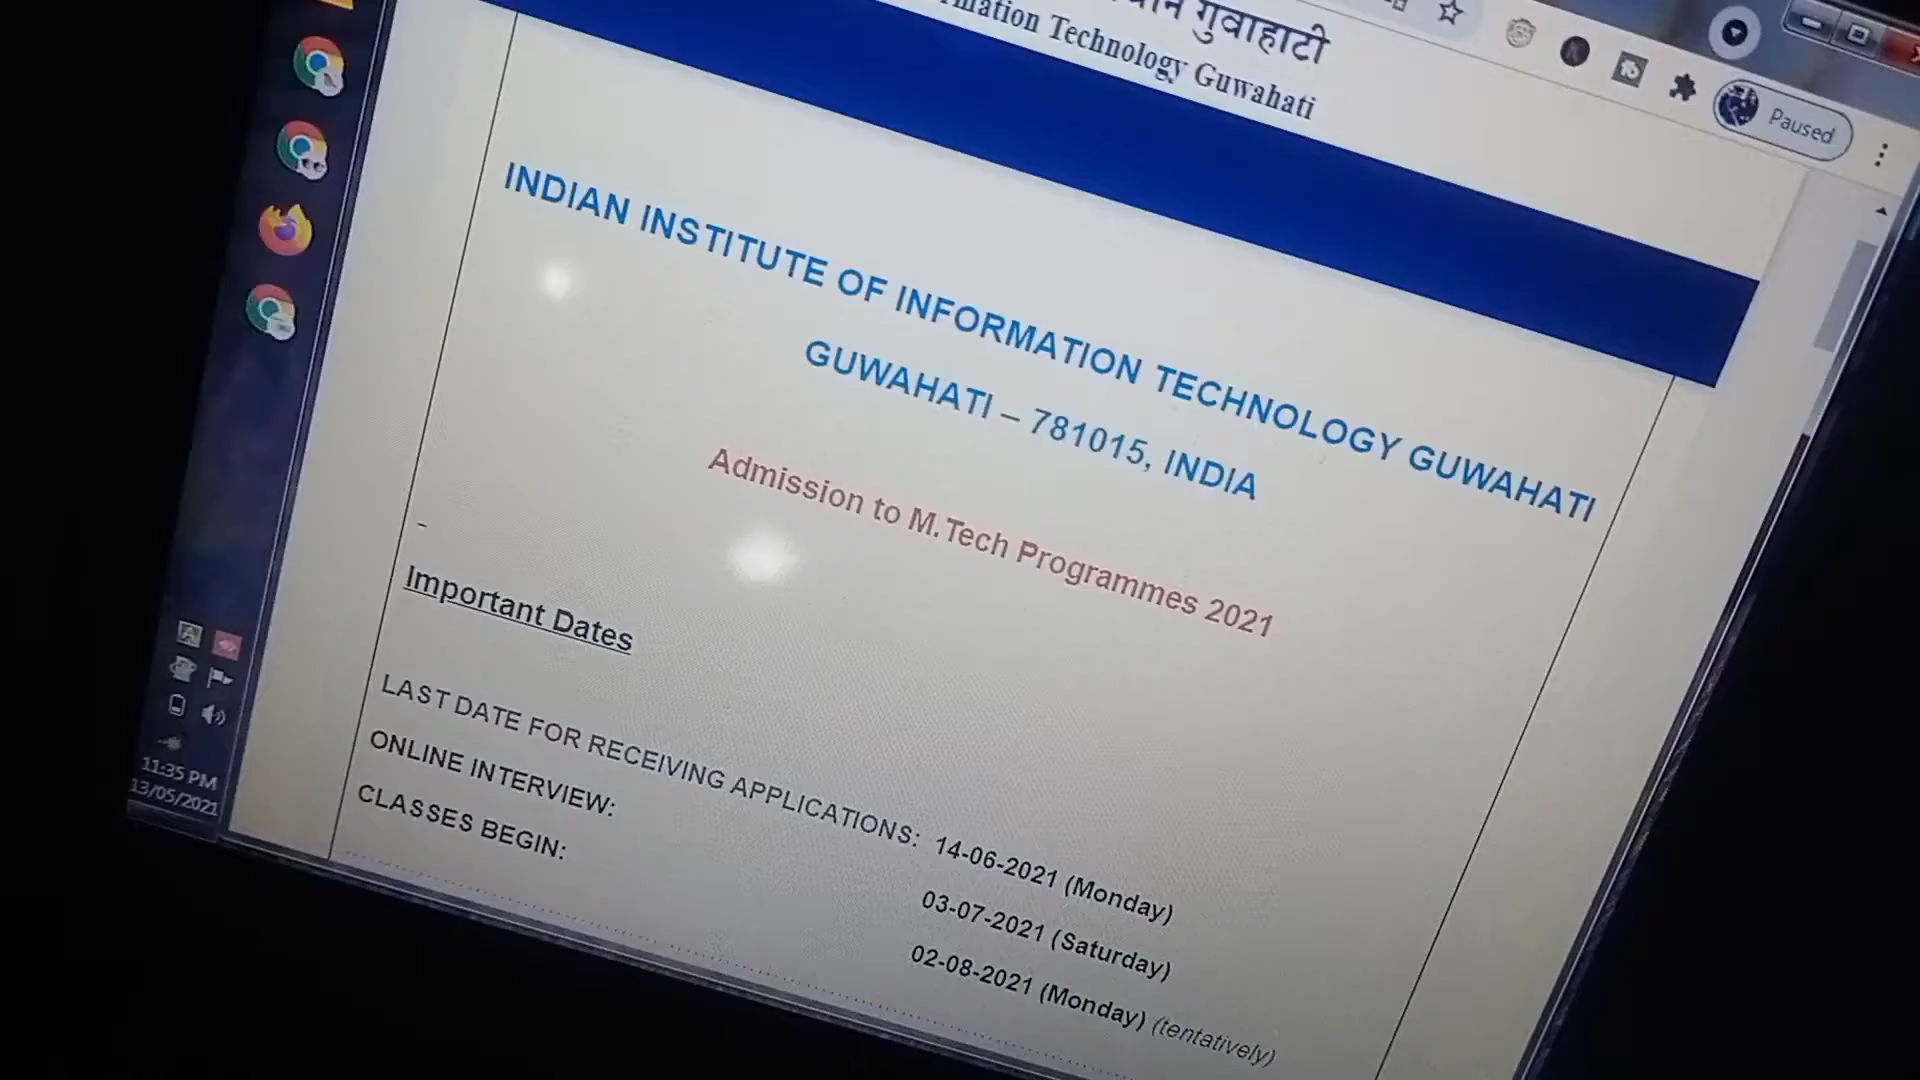 गुवाहाटी
Information Technology Guwahati
Paused
INDIAN INSTITUTE OF INFORMATION TECHNOLOGY GUWAHATI
GUWAHATI – 781015, INDIA
Admission to M.Tech Programmes 2021
Important Dates
LAST DATE FOR RECEIVING APPLICATIONS: 14-06-2021 (Monday)
ONLINE INTERVIEW: 03-07-2021 (Saturday)
CLASSES BEGIN: 02-08-2021 (Monday) (tentatively)
11:35 PM
13/05/2021